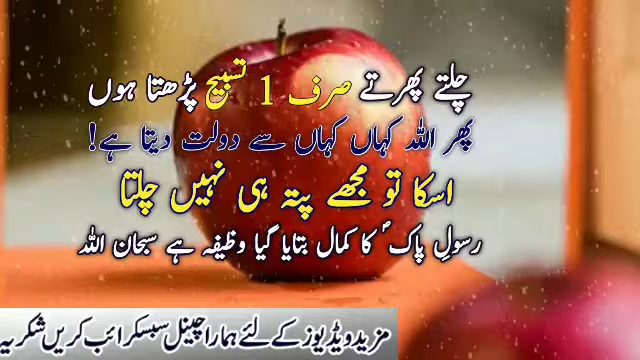 چلتے پھرتے صرف 1 تسبیح پڑھتا ہوں
پھر اللہ کہاں کہاں سے دولت دیتا ہے!
اسکا تو مجھے پتہ ہی نہیں چلتا
رسولِ پاک ؐ کا کمال بتایا گیا وظیفہ ہے سبحان اللہ
مزید ویڈیوز کے لئے ہمارا چینل سبسکرائب کریں شکریہ